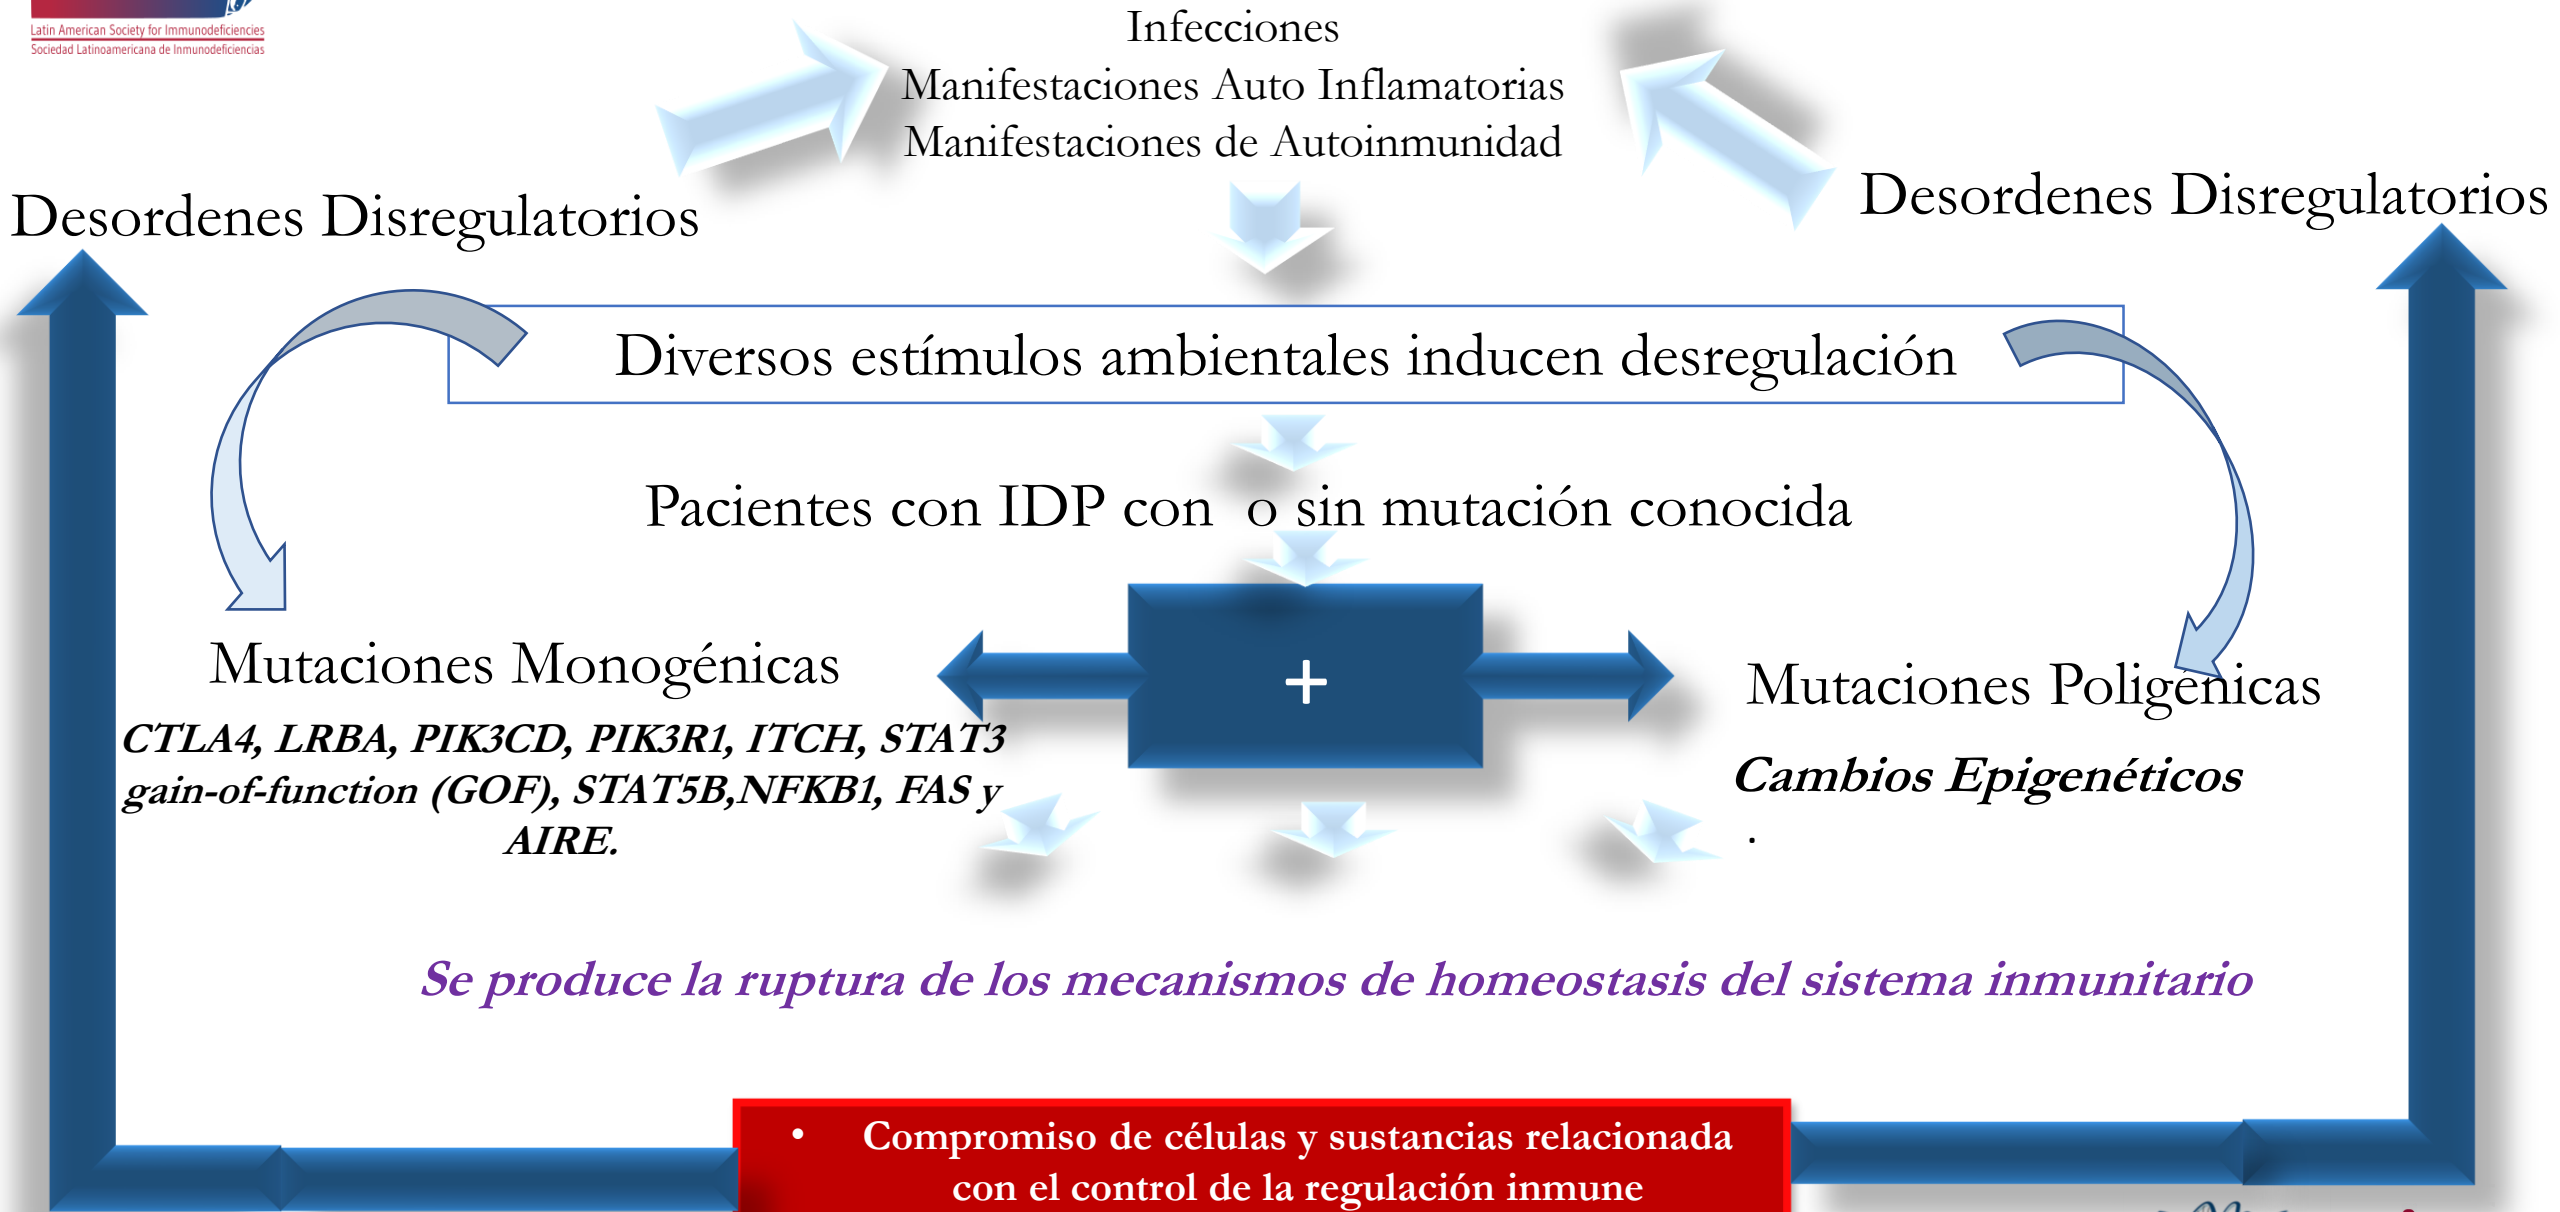 Latin American Society for Immunodeficiencies
Sociedad Latinoamericana de Inmunodeficiencias
Infecciones
Manifestaciones Auto Inflamatorias
Manifestaciones de Autoinmunidad
Desordenes Disregulatorios
Desordenes Disregulatorios
Diversos estímulos ambientales inducen desregulación
Pacientes con IDP con o sin mutación conocida
+
Mutaciones Monogénicas
CTLA4, LRBA, PIK3CD, PIK3R1, ITCH, STAT3
gain-of-function (GOF), STAT5B,NFKB1, FAS y
AIRE.
Mutaciones Poligénicas
Cambios Epigenéticos
.
Se produce la ruptura de los mecanismos de homeostasis del sistema inmunitario
• Compromiso de células y sustancias relacionada
con el control de la regulación inmune